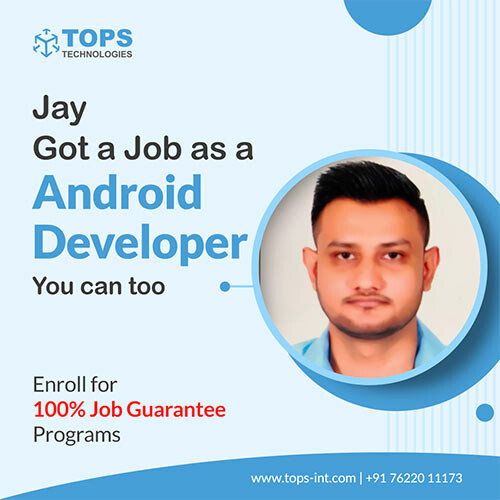 TOPS
TECHNOLOGIES
Jay
Got a Job as a
Android
Developer
You can too
Enroll for
100% Job Guarantee
Programs
www.tops-int.com | +91 76220 11173